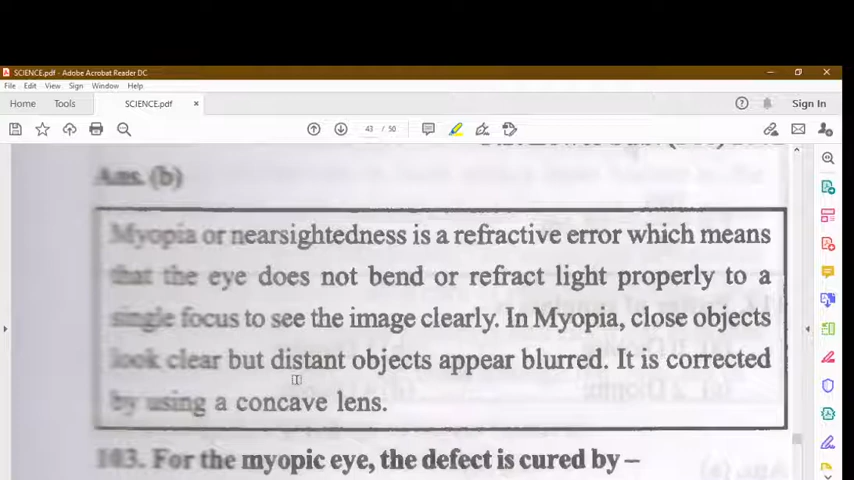 SCIENCE.pdf - Adobe Acrobat Reader DC
File Edit View Sign Window Help
Home Tools SCIENCE.pdf × Sign In
43 / 50
Ans. (b)
Myopia or nearsightedness is a refractive error which means
that the eye does not bend or refract light properly to a
single focus to see the image clearly. In Myopia, close objects
look clear but distant objects appear blurred. It is corrected
by using a concave lens.
103. For the myopic eye, the defect is cured by –